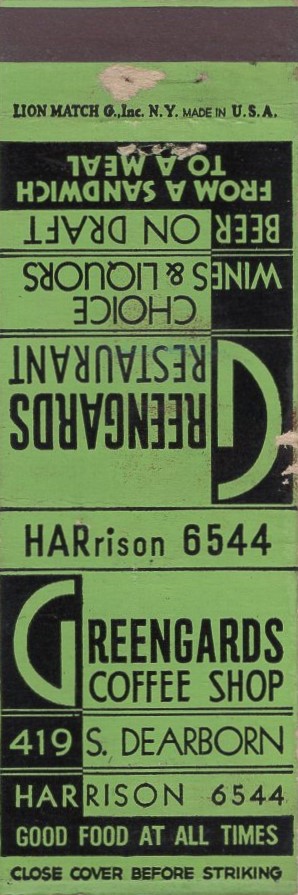 LION MATCH Co., Inc. N.Y. MADE IN U.S.A.
GREENGARDS
RESTAURANT
CHOICE
WINES & LIQUORS
BEER ON DRAFT
FROM A SANDWICH
TO A MEAL
HARrison 6544
GREENGARDS
COFFEE SHOP
419 S. DEARBORN
HARRISON 6544
GOOD FOOD AT ALL TIMES
CLOSE COVER BEFORE STRIKING